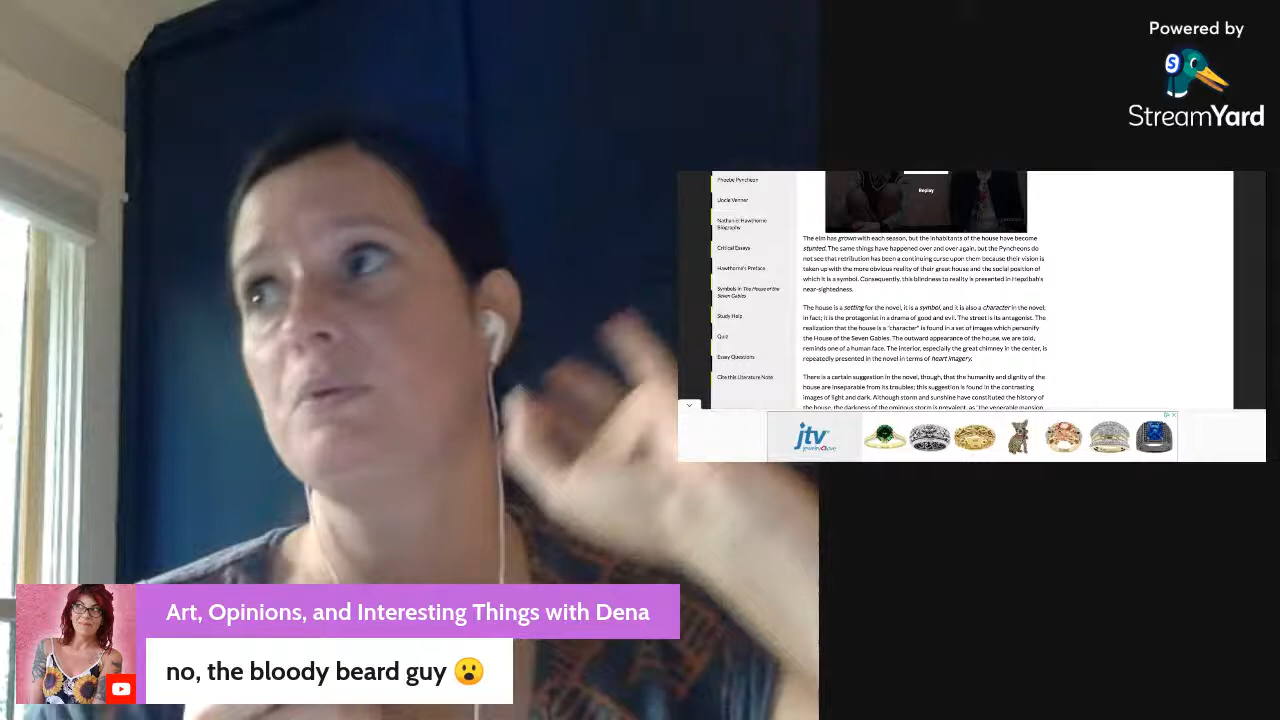 Powered by
StreamYard
Phoebe Pyncheon
Uncle Venner
Nathaniel Hawthorne
Biography
Critical Essays
Hawthorne's Preface
Symbols in The House of the
Seven Gables
Study Help
Quiz
Essay Questions
Cite this Literature Note
Replay
The elm has grown with each season, but the inhabitants of the house have become
stunted. The same things have happened over and over again, but the Pyncheons do
not see that retribution has been a continuing curse upon them because their vision is
taken up with the more obvious reality of their great house and the social position of
which it is a symbol. Consequently, this blindness to reality is presented in Hepzibah's
near-sightedness.
The house is a setting for the novel, it is a symbol, and it is also a character in the novel;
in fact; it is the protagonist in a drama of good and evil. The street is its antagonist. The
realization that the house is a "character" is found in a set of images which personify
the House of the Seven Gables. The outward appearance of the house, we are told,
reminds one of a human face. The interior, especially the great chimney in the center, is
repeatedly presented in the novel in terms of heart imagery.
There is a certain suggestion in the novel, though, that the humanity and dignity of the
house are inseparable from its troubles; this suggestion is found in the contrasting
images of light and dark. Although storm and sunshine have constituted the history of
the house, the darkness of the ominous storm is prevalent, as "the venerable mansion
jtv
jewelry love
Art, Opinions, and Interesting Things with Dena
no, the bloody beard guy 😮